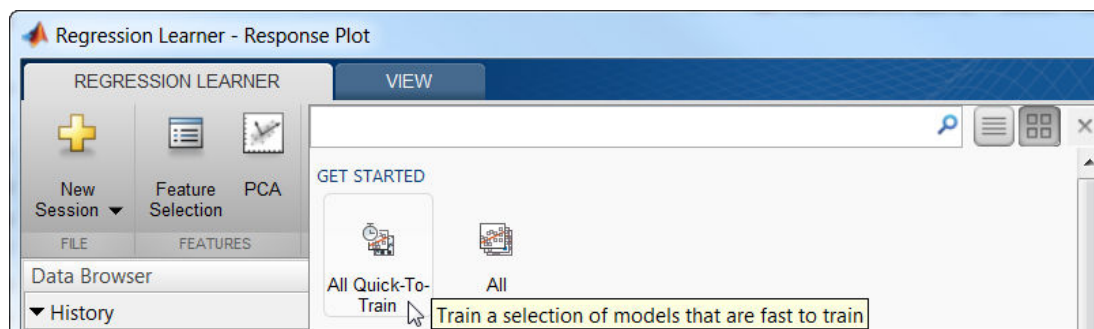 Regression Learner - Response Plot
REGRESSION LEARNER
VIEW
New
Session
Feature
Selection
PCA
FILE
FEATURES
GET STARTED
All Quick-To-
Train
All
Train a selection of models that are fast to train
Data Browser
History